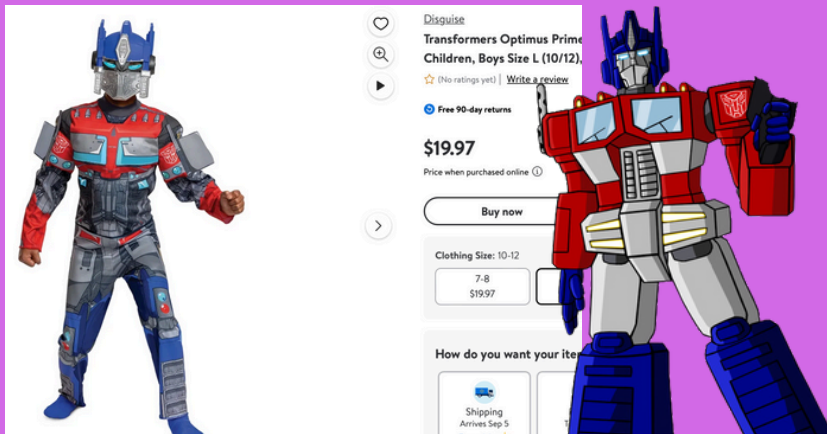 Disguise
Transformers Optimus Prime
Children, Boys Size L (10/12),
(No ratings yet) | Write a review
Free 90-day returns
$19.97
Price when purchased online
Buy now
Clothing Size: 10-12
7-8
$19.97
How do you want your
Shipping
Arrives Sep 5